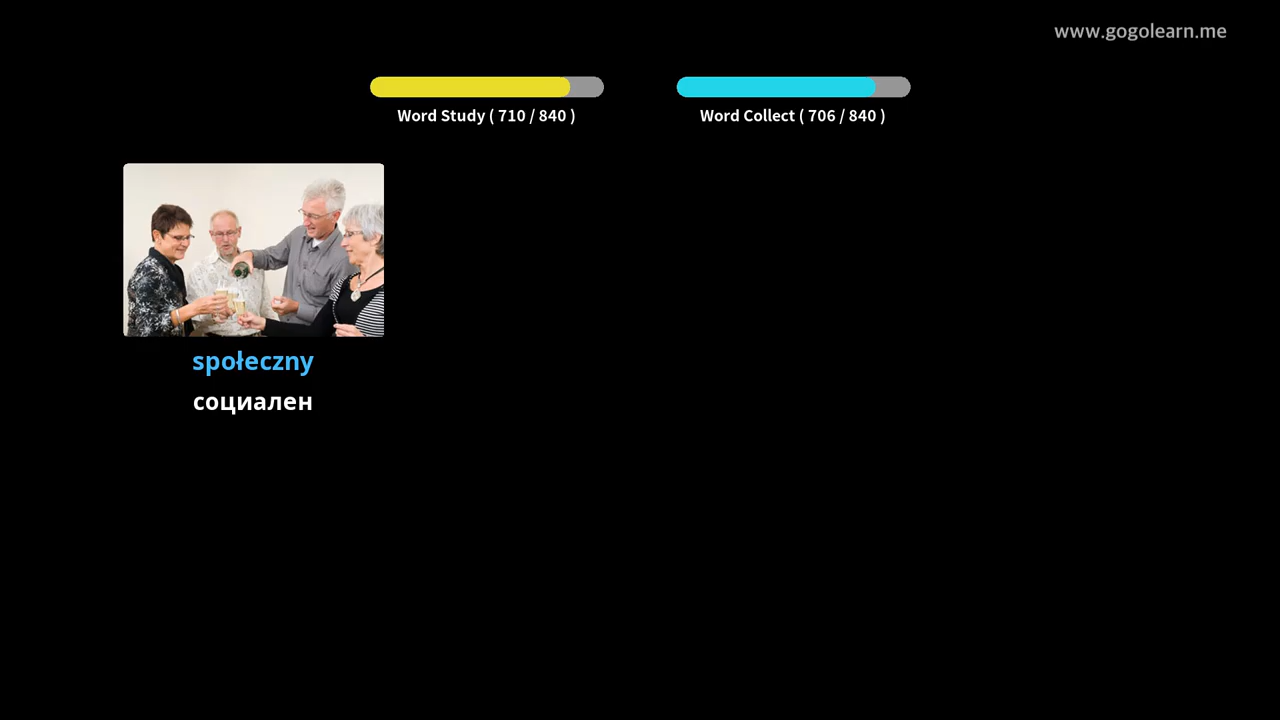 www.gogolearn.me
Word Study ( 710 / 840 )
Word Collect ( 706 / 840 )
społeczny
социален